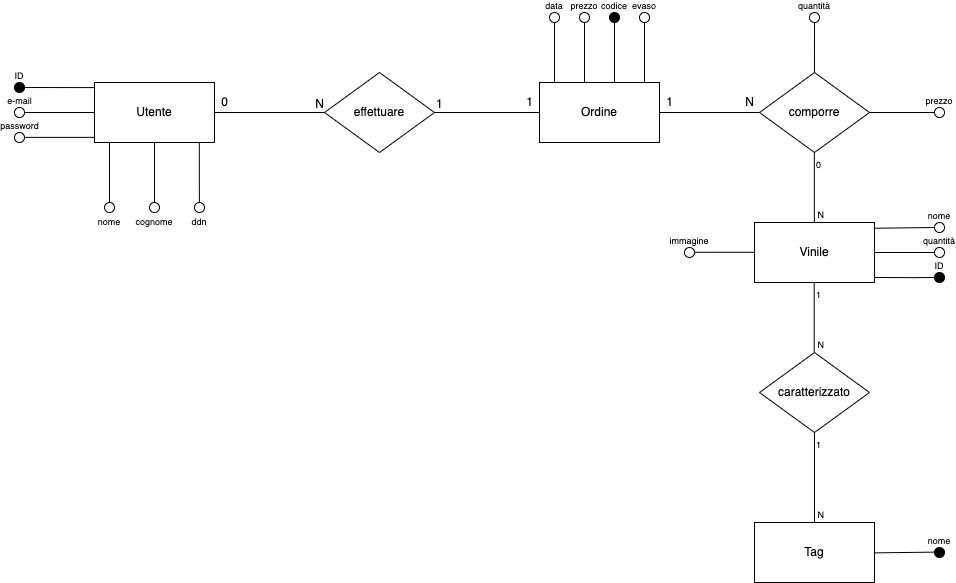 data prezzo codice evaso
quantità
ID
e-mail
password
Utente
0 N
effettuare
1 1
Ordine
1 N
comporre
prezzo
nome cognome ddn
0
N
immagine
Vinile
nome
quantità
ID
1
N
caratterizzato
1
N
Tag
nome